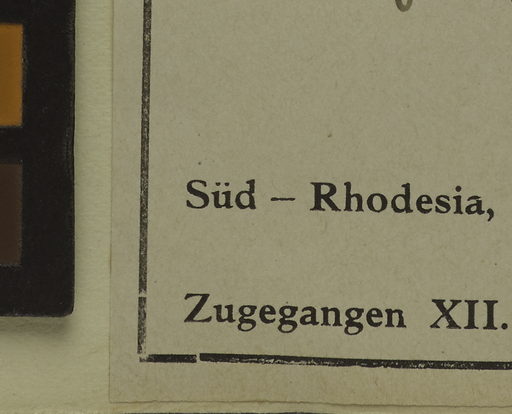 Süd – Rhodesia,
Zugegangen XII.